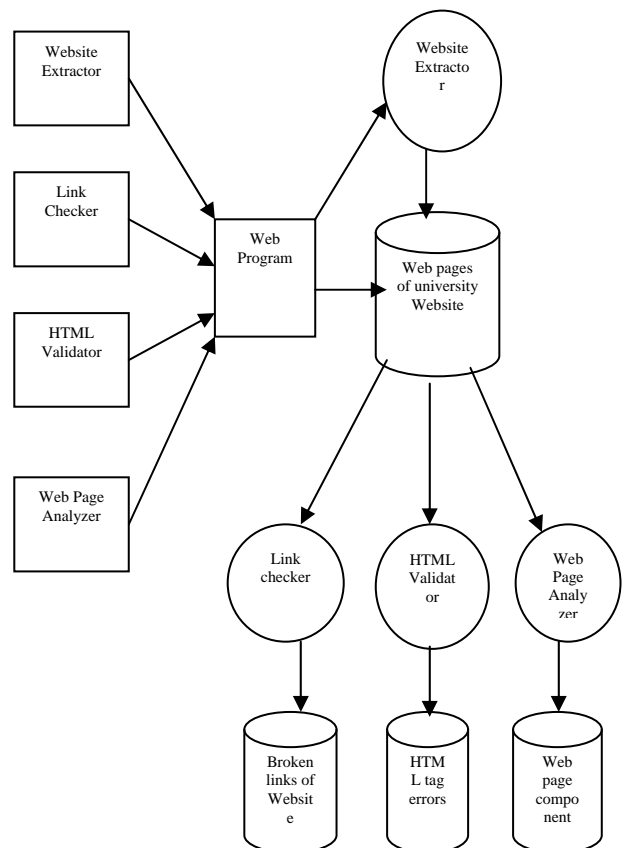 Website
Extractor
Website
Extracto
r
Link
Checker
Web
Program
Web pages
of university
Website
HTML
Validator
Web Page
Analyzer
Link
checker
HTML
Validat
or
Web
Page
Analy
zer
Broken
links of
Websit
e
HTM
L tag
errors
Web
page
compo
nent